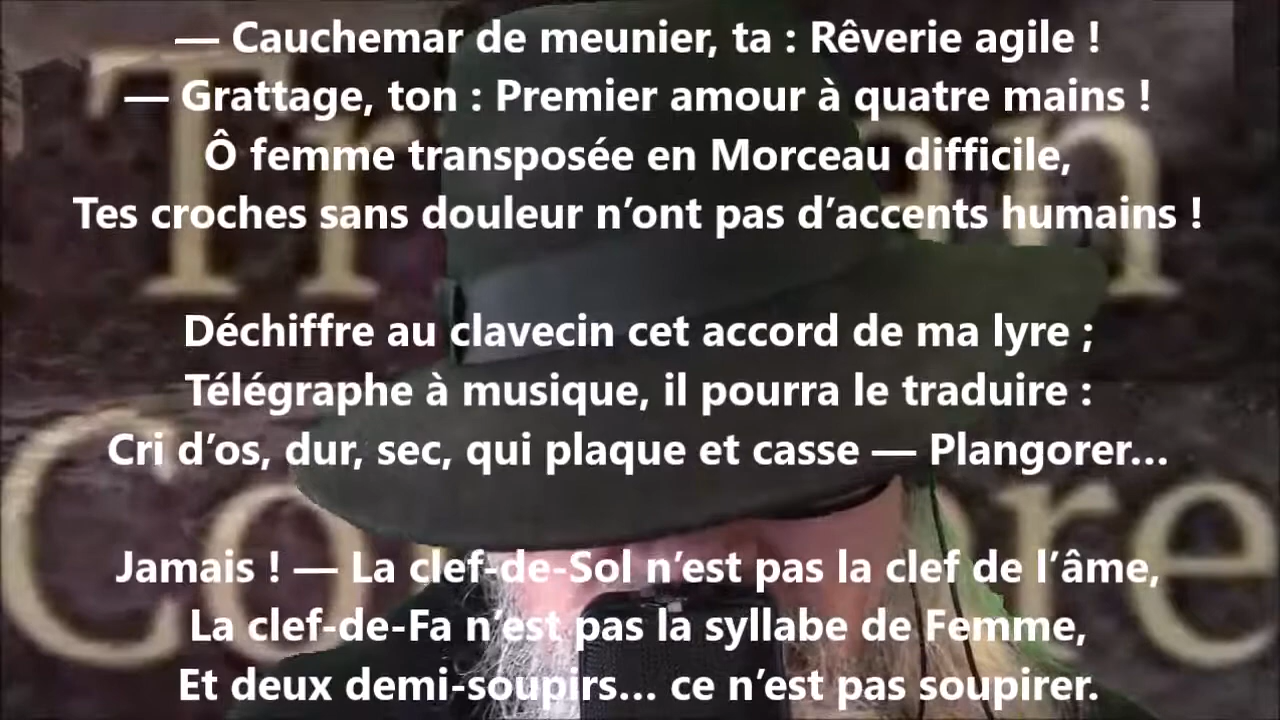 — Cauchemar de meunier, ta : Rêverie agile !
— Grattage, ton : Premier amour à quatre mains !
Ô femme transposée en Morceau difficile,
Tes croches sans douleur n’ont pas d’accents humains !
Déchiffre au clavecin cet accord de ma lyre ;
Télégraphe à musique, il pourra le traduire :
Cri d’os, dur, sec, qui plaque et casse — Plangorer…
Jamais ! — La clef-de-Sol n’est pas la clef de l’âme,
La clef-de-Fa n’est pas la syllabe de Femme,
Et deux demi-soupirs… ce n’est pas soupirer.